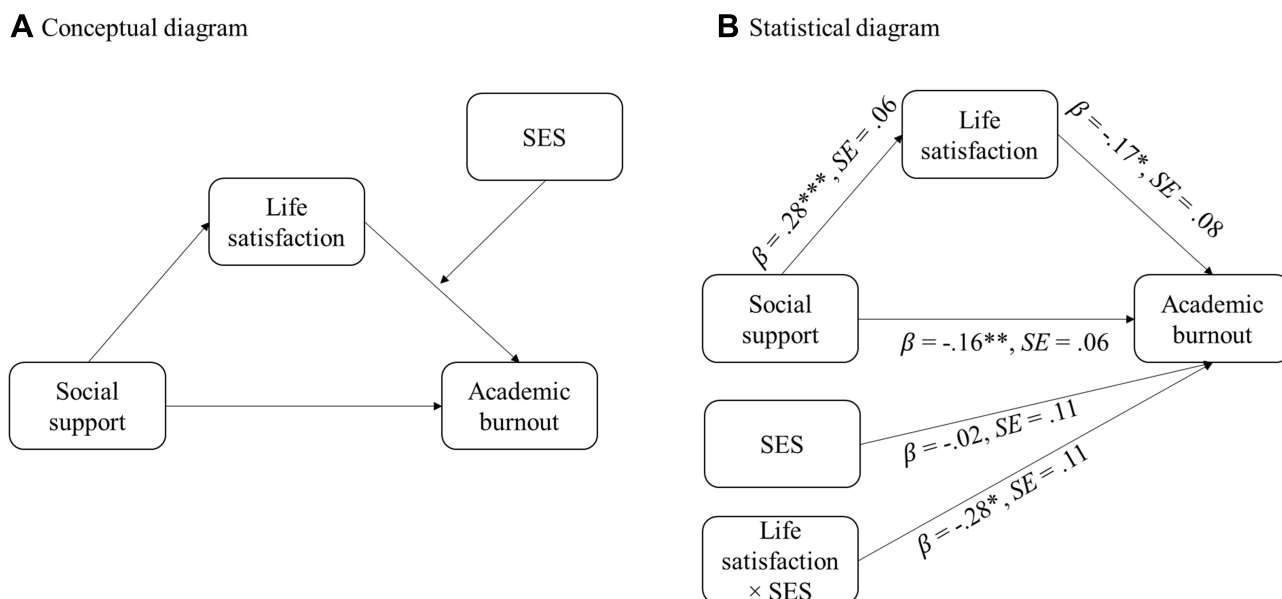 A Conceptual diagram
SES
Life
satisfaction
Social
support
Academic
burnout
B Statistical diagram
β = .28***, SE = .06
Life
satisfaction
β = -.17*, SE = .08
Social
support
β = -.16**, SE = .06
Academic
burnout
SES
β = -.02, SE = .11
Life
satisfaction
× SES
β = -.28*, SE = .11